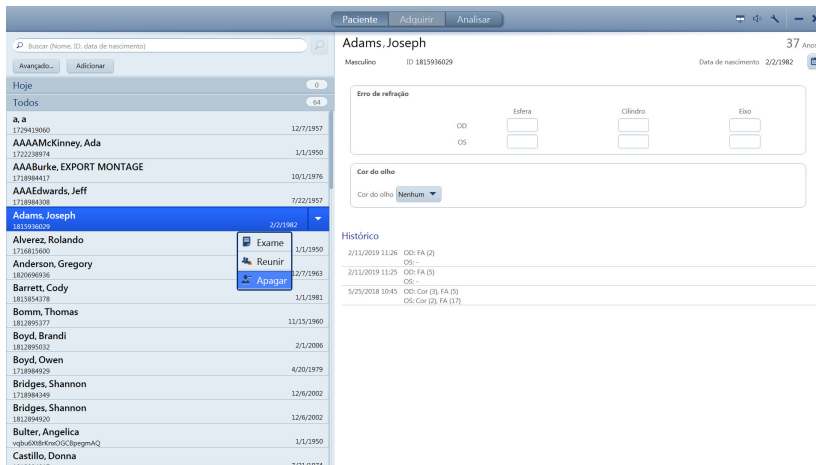 Paciente Adquirir Analisar
Buscar (Nome, ID, data de nascimento)
Avançado... Adicionar
Hoje 0
Todos 64
a, a
1729419060 12/7/1957
AAAAMcKinney, Ada
1722238974 1/1/1950
AAABurke, EXPORT MONTAGE
1718984417 10/1/1976
AAAEdwards, Jeff
1718984308 7/22/1957
Adams, Joseph
1815936029 2/2/1982
Alverez, Rolando
1716815600 1/1/1950
Anderson, Gregory
1820696936 12/7/1963
Barrett, Cody
1815854378 1/1/1981
Bomm, Thomas
1812895377 11/15/1960
Boyd, Brandi
1812895032 2/1/2006
Boyd, Owen
1718984929 4/20/1979
Bridges, Shannon
1718984349 12/6/2002
Bridges, Shannon
1812894920 12/6/2002
Bulter, Angelica
vqbu6Xt8rKnxOGCBpegmAQ 1/1/1950
Castillo, Donna
Exame
Reunir
Apagar
Adams, Joseph 37 Anos
Masculino ID 1815936029 Data de nascimento 2/2/1982
Erro de refração
Esfera Cilindro Eixo
OD
OS
Cor do olho
Cor do olho Nenhum
Histórico
2/11/2019 11:26 OD: FA (2)
OS: -
2/11/2019 11:25 OD: FA (5)
OS: -
5/25/2018 10:45 OD: Cor (3), FA (5)
OS: Cor (2), FA (17)